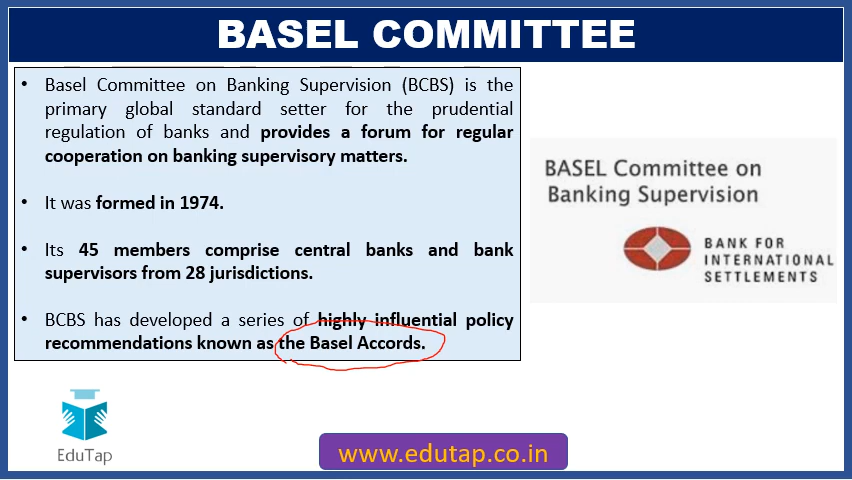 BASEL COMMITTEE
• Basel Committee on Banking Supervision (BCBS) is the
primary global standard setter for the prudential
regulation of banks and provides a forum for regular
cooperation on banking supervisory matters.
• It was formed in 1974.
• Its 45 members comprise central banks and bank
supervisors from 28 jurisdictions.
• BCBS has developed a series of highly influential policy
recommendations known as the Basel Accords.
BASEL Committee on
Banking Supervision
BANK FOR
INTERNATIONAL
SETTLEMENTS
EduTap
www.edutap.co.in